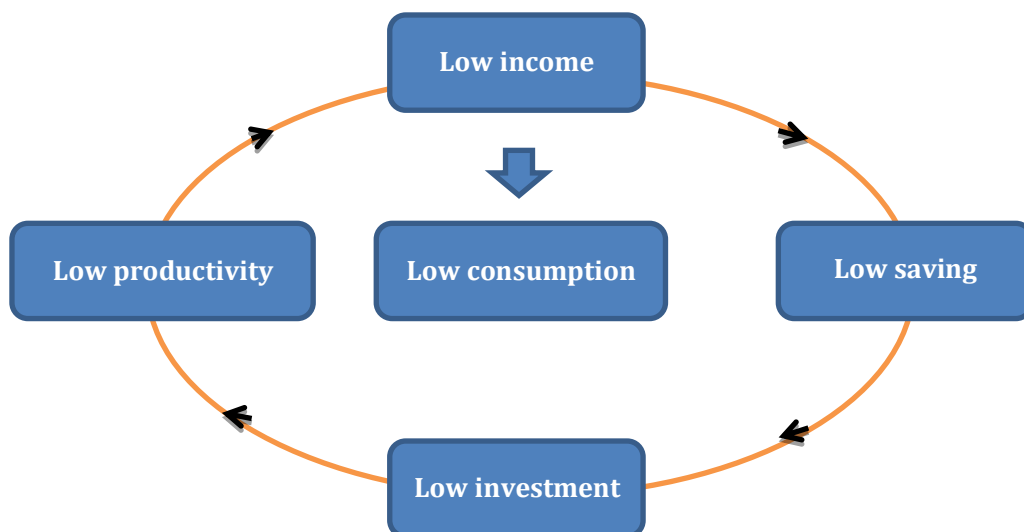 Low income
Low productivity
Low consumption
Low saving
Low investment